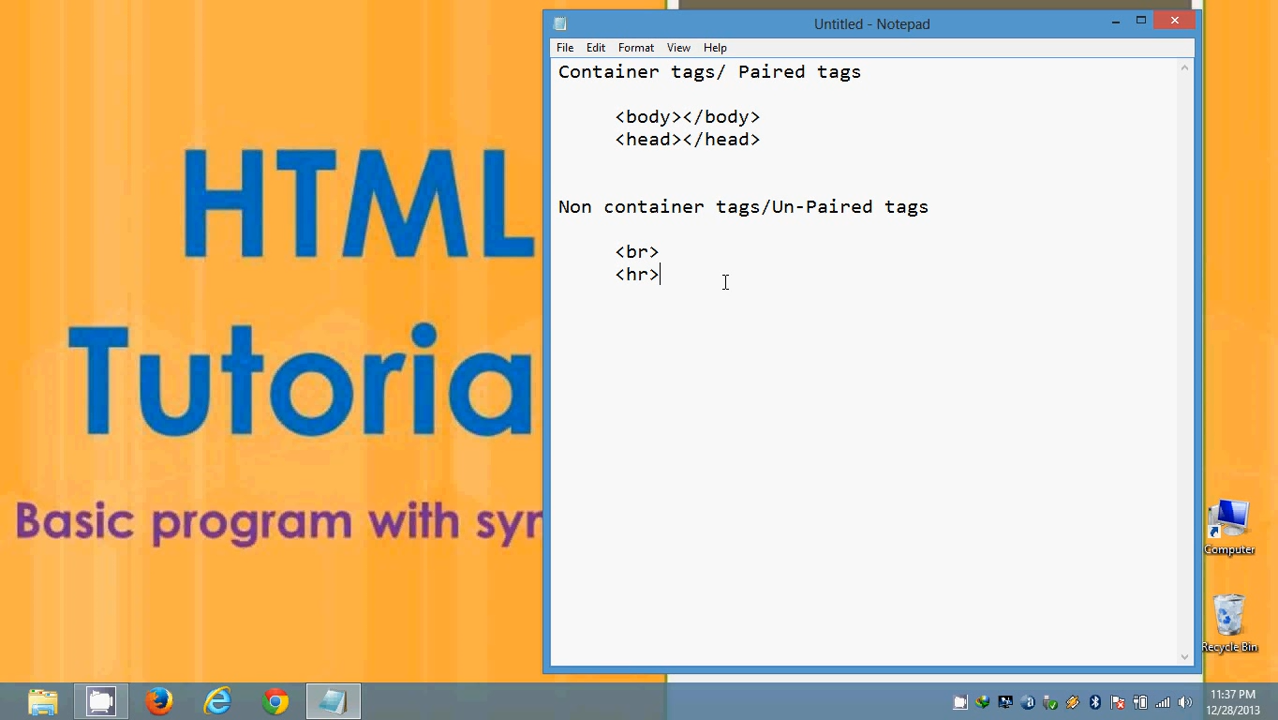 HTML
Tutoria
Basic program with syn
Untitled - Notepad
File Edit Format View Help
Container tags/ Paired tags
<body></body>
<head></head>
Non container tags/Un-Paired tags
<br>
<hr>
Computer
Recycle Bin
11:37 PM
12/28/2013